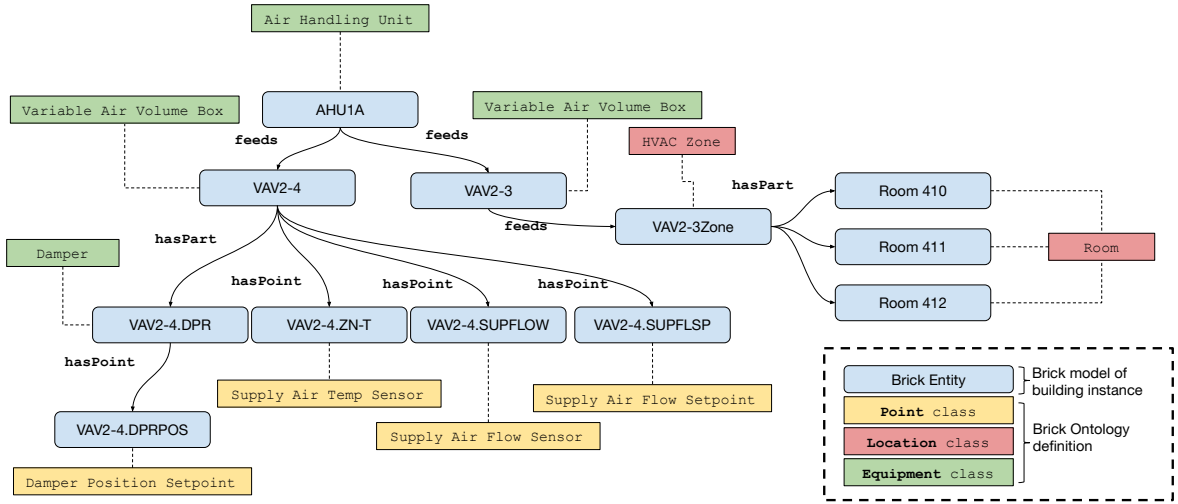 Air Handling Unit
Variable Air Volume Box
AHU1A
Variable Air Volume Box
feeds
feeds
HVAC Zone
VAV2-4
VAV2-3
hasPart
Room 410
feeds
VAV2-3Zone
hasPart
Room 411
Room
Damper
hasPoint
hasPoint
hasPoint
Room 412
VAV2-4.DPR
VAV2-4.ZN-T
VAV2-4.SUPFLOW
VAV2-4.SUPFLSP
hasPoint
Supply Air Temp Sensor
Supply Air Flow Setpoint
VAV2-4.DPRPOS
Supply Air Flow Sensor
Damper Position Setpoint
Brick Entity
Brick model of
building instance
Point class
Location class
Equipment class
Brick Ontology
definition